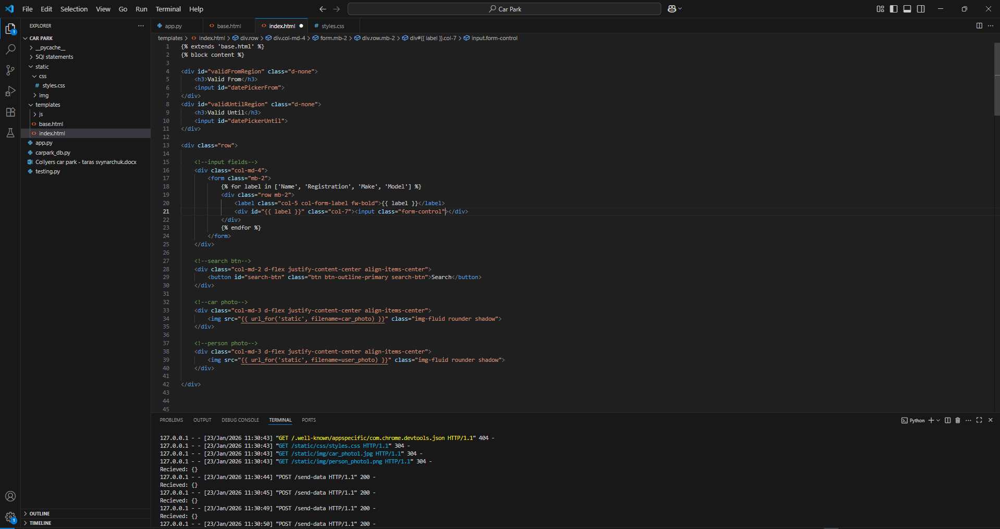 File Edit Selection View Go Run Terminal Help
Car Park
EXPLORER
CAR PARK
__pycache__
SQl statements
static
css
styles.css
img
templates
js
base.html
index.html
app.py
carpark_db.py
Collyers car park - taras svynarchuk.docx
testing.py
OUTLINE
TIMELINE
1
1
app.py base.html index.html styles.css
templates > index.html > div.row > div.col-md-4 > form.mb-2 > div.row.mb-2 > div#{{ label }}.col-7 > input.form-control
1 {% extends 'base.html' %}
2 {% block content %}
3
4 <div id="validFromRegion" class="d-none">
5 <h3>Valid From</h3>
6 <input id="datePickerFrom">
7 </div>
8 <div id="validUntilRegion" class="d-none">
9 <h3>Valid Until</h3>
10 <input id="datePickerUntil">
11 </div>
12
13 <div class="row">
14
15 <!--input fields-->
16 <div class="col-md-4">
17 <form class="mb-2">
18 {% for label in ['Name', 'Registration', 'Make', 'Model'] %}
19 <div class="row mb-2">
20 <label class="col-5 col-form-label fw-bold">{{ label }}</label>
21 <div id="{{ label }}" class="col-7"><input class="form-control"></div>
22 </div>
23 {% endfor %}
24 </form>
25 </div>
26
27 <!--search btn-->
28 <div class="col-md-2 d-flex justify-content-center align-items-center">
29 <button id="search-btn" class="btn btn-outline-primary search-btn">Search</button>
30 </div>
31
32 <!--car photo-->
33 <div class="col-md-3 d-flex justify-content-center align-items-center">
34 <img src="{{ url_for('static', filename=car_photo) }}" class="img-fluid rounder shadow">
35 </div>
36
37 <!--person photo-->
38 <div class="col-md-3 d-flex justify-content-center align-items-center">
39 <img src="{{ url_for('static', filename=user_photo) }}" class="img-fluid rounder shadow">
40 </div>
41
42 </div>
43
44
45
PROBLEMS OUTPUT DEBUG CONSOLE TERMINAL PORTS
Python
127.0.0.1 - - [23/Jan/2026 11:30:43] "GET /.well-known/appspecific/com.chrome.devtools.json HTTP/1.1" 404 -
127.0.0.1 - - [23/Jan/2026 11:30:43] "GET /static/css/styles.css HTTP/1.1" 304 -
127.0.0.1 - - [23/Jan/2026 11:30:43] "GET /static/img/car_photo1.jpg HTTP/1.1" 304 -
127.0.0.1 - - [23/Jan/2026 11:30:43] "GET /static/img/person_photo1.png HTTP/1.1" 304 -
Recieved: {}
127.0.0.1 - - [23/Jan/2026 11:30:44] "POST /send-data HTTP/1.1" 200 -
Recieved: {}
127.0.0.1 - - [23/Jan/2026 11:30:45] "POST /send-data HTTP/1.1" 200 -
Recieved: {}
127.0.0.1 - - [23/Jan/2026 11:30:49] "POST /send-data HTTP/1.1" 200 -
Recieved: {}
127.0.0.1 - - [23/Jan/2026 11:30:50] "POST /send-data HTTP/1.1" 200 -